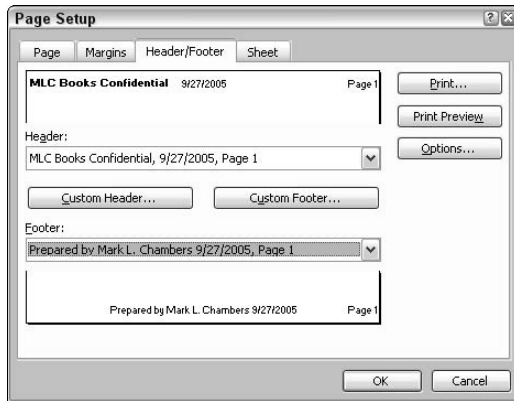 Page Setup
Page Margins Header/Footer Sheet
MLC Books Confidential 9/27/2005 Page 1
Print...
Print Preview
Options...
Header:
MLC Books Confidential, 9/27/2005, Page 1
Custom Header... Custom Footer...
Footer:
Prepared by Mark L. Chambers 9/27/2005, Page 1
Prepared by Mark L. Chambers 9/27/2005 Page 1
OK Cancel